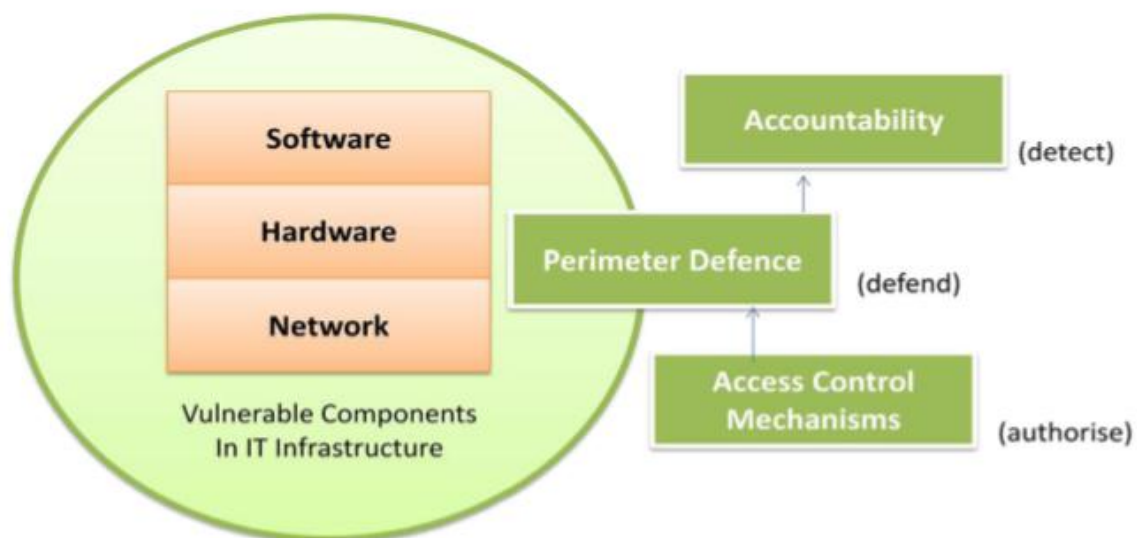 Software
Hardware
Network
Vulnerable Components
In IT Infrastructure
Accountability
(detect)
Perimeter Defence
(defend)
Access Control
Mechanisms
(authorise)